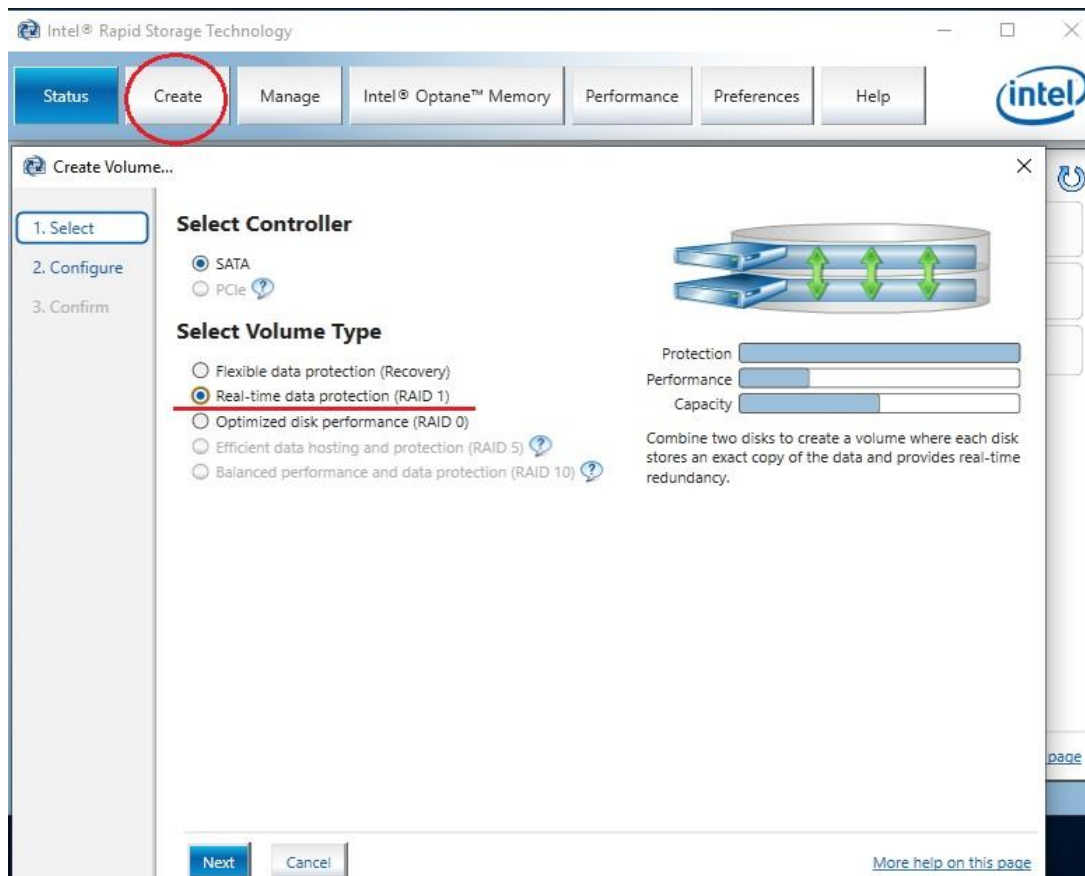 Intel® Rapid Storage Technology
Status Create Manage Intel® Optane™ Memory Performance Preferences Help
intel
Create Volume...
1. Select
2. Configure
3. Confirm
Select Controller
SATA
PCIe ?
Select Volume Type
Flexible data protection (Recovery)
Real-time data protection (RAID 1)
Optimized disk performance (RAID 0)
Efficient data hosting and protection (RAID 5) ?
Balanced performance and data protection (RAID 10) ?
Protection
Performance
Capacity
Combine two disks to create a volume where each disk
stores an exact copy of the data and provides real-time
redundancy.
page
Next Cancel
More help on this page